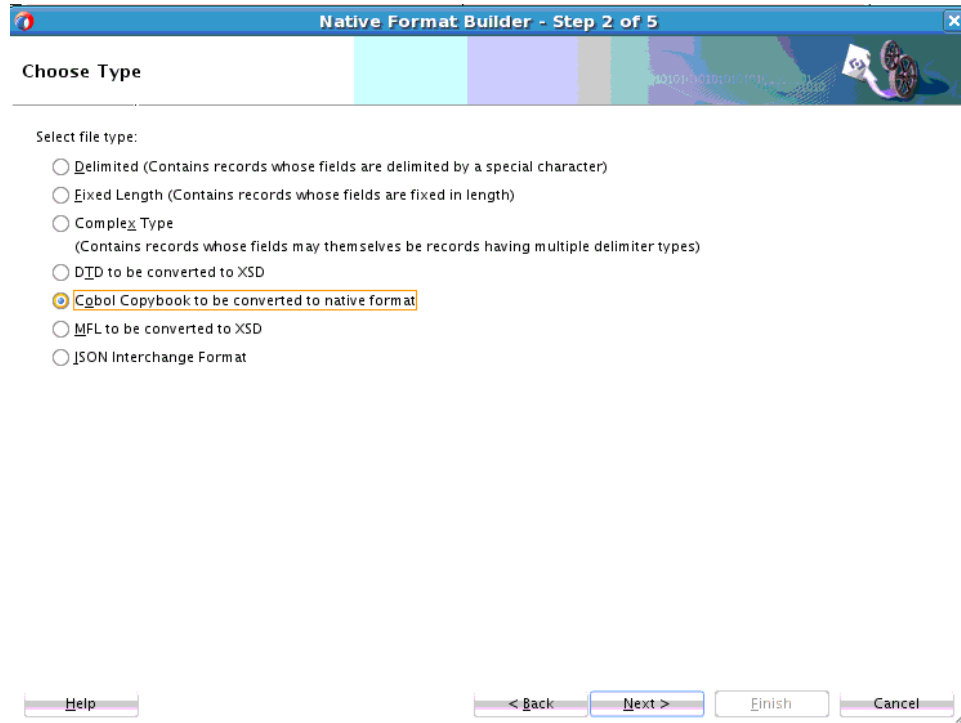 Native Format Builder - Step 2 of 5
Choose Type
Select file type:
Delimited (Contains records whose fields are delimited by a special character)
Fixed Length (Contains records whose fields are fixed in length)
Complex Type
(Contains records whose fields may themselves be records having multiple delimiter types)
DTD to be converted to XSD
Cobol Copybook to be converted to native format
MFL to be converted to XSD
JSON Interchange Format
Help
< Back
Next >
Finish
Cancel